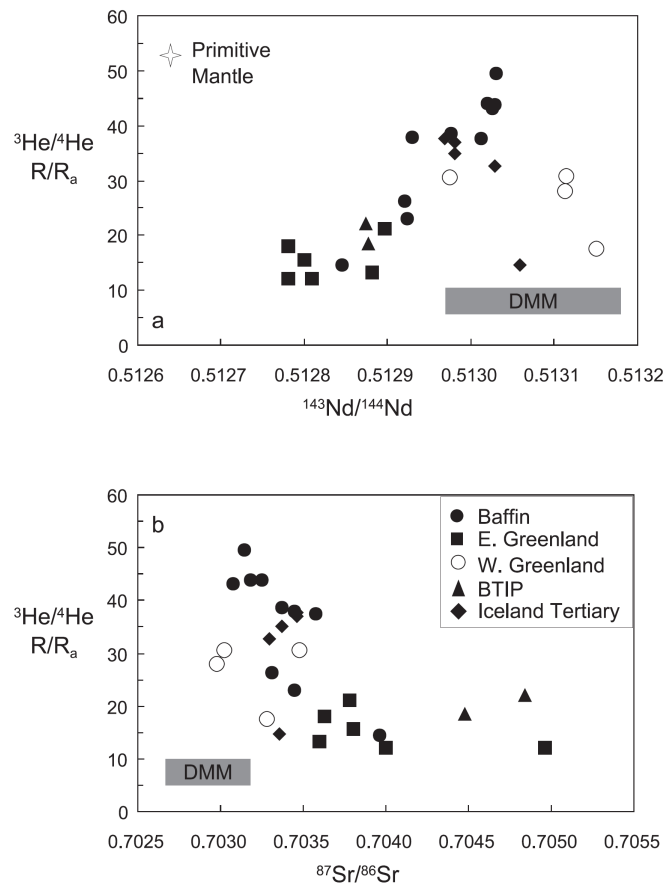 60
Primitive
Mantle
50
40
³He/⁴He
R/Rₐ
30
20
10
DMM
a
0
0.5126 0.5127 0.5128 0.5129 0.5130 0.5131 0.5132
¹⁴³Nd/¹⁴⁴Nd
60
b
Baffin
E. Greenland
W. Greenland
BTIP
Iceland Tertiary
50
40
³He/⁴He
R/Rₐ
30
20
10
DMM
0
0.7025 0.7030 0.7035 0.7040 0.7045 0.7050 0.7055
⁸⁷Sr/⁸⁶Sr